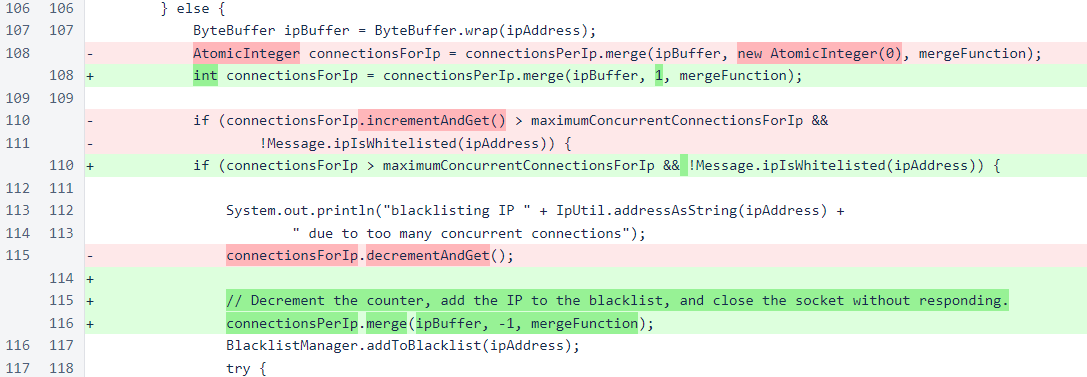 106 106 } else {
107 107 ByteBuffer ipBuffer = ByteBuffer.wrap(ipAddress);
108 - AtomicInteger connectionsForIp = connectionsPerIp.merge(ipBuffer, new AtomicInteger(0), mergeFunction);
108 + int connectionsForIp = connectionsPerIp.merge(ipBuffer, 1, mergeFunction);
109 109
110 - if (connectionsForIp.incrementAndGet() > maximumConcurrentConnectionsForIp &&
111 - !Message.ipIsWhitelisted(ipAddress)) {
110 + if (connectionsForIp > maximumConcurrentConnectionsForIp && !Message.ipIsWhitelisted(ipAddress)) {
112 111
113 112 System.out.println("blacklisting IP " + IpUtil.addressAsString(ipAddress) +
114 113 " due to too many concurrent connections");
115 - connectionsForIp.decrementAndGet();
114 +
115 + // Decrement the counter, add the IP to the blacklist, and close the socket without responding.
116 + connectionsPerIp.merge(ipBuffer, -1, mergeFunction);
116 117 BlacklistManager.addToBlacklist(ipAddress);
117 118 try {